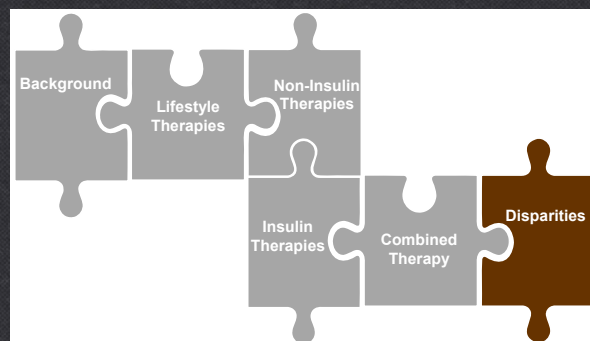 Background
Lifestyle
Therapies
Non-Insulin
Therapies
Insulin
Therapies
Combined
Therapy
Disparities